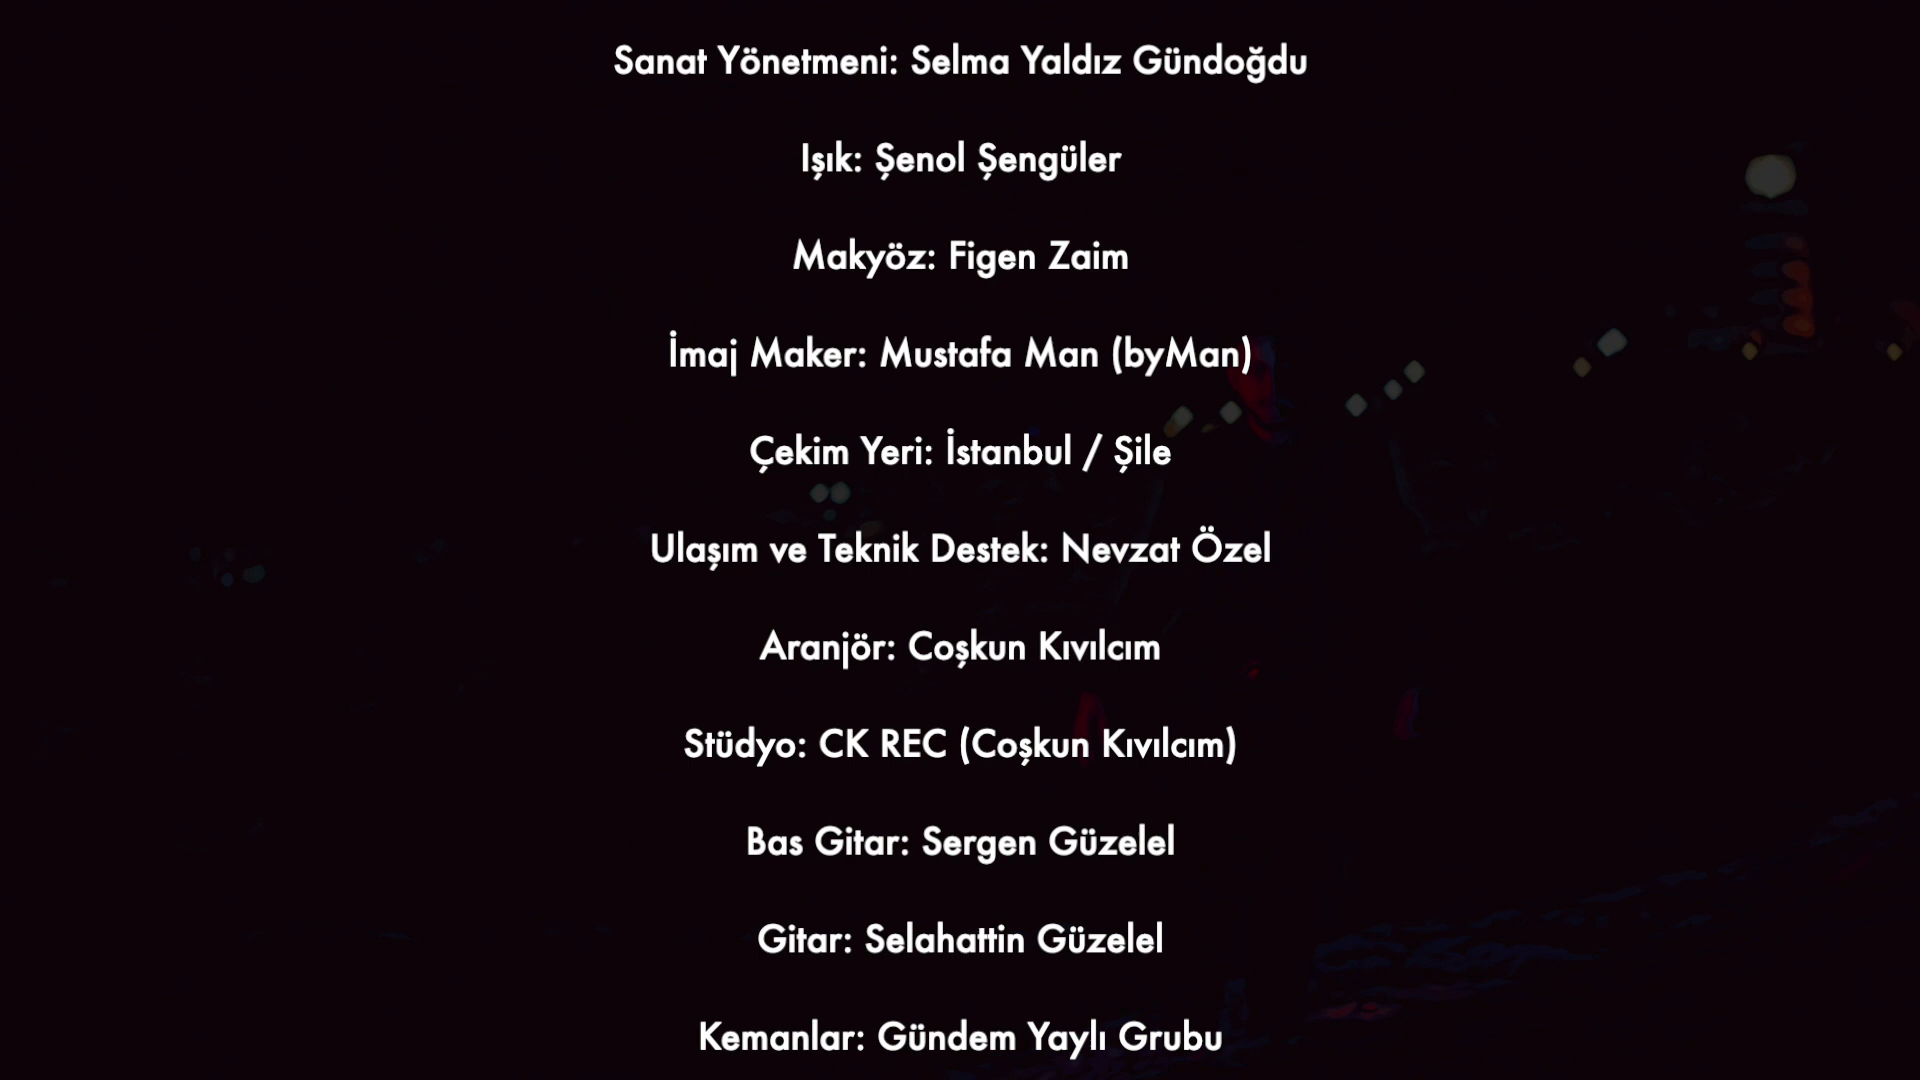 Sanat Yönetmeni: Selma Yaldız Gündoğdu
Işık: Şenol Şengüler
Makyöz: Figen Zaim
İmaj Maker: Mustafa Man (byMan)
Çekim Yeri: İstanbul / Şile
Ulaşım ve Teknik Destek: Nevzat Özel
Aranjör: Coşkun Kıvılcım
Stüdyo: CK REC (Coşkun Kıvılcım)
Bas Gitar: Sergen Güzelel
Gitar: Selahattin Güzelel
Kemanlar: Gündem Yaylı Grubu